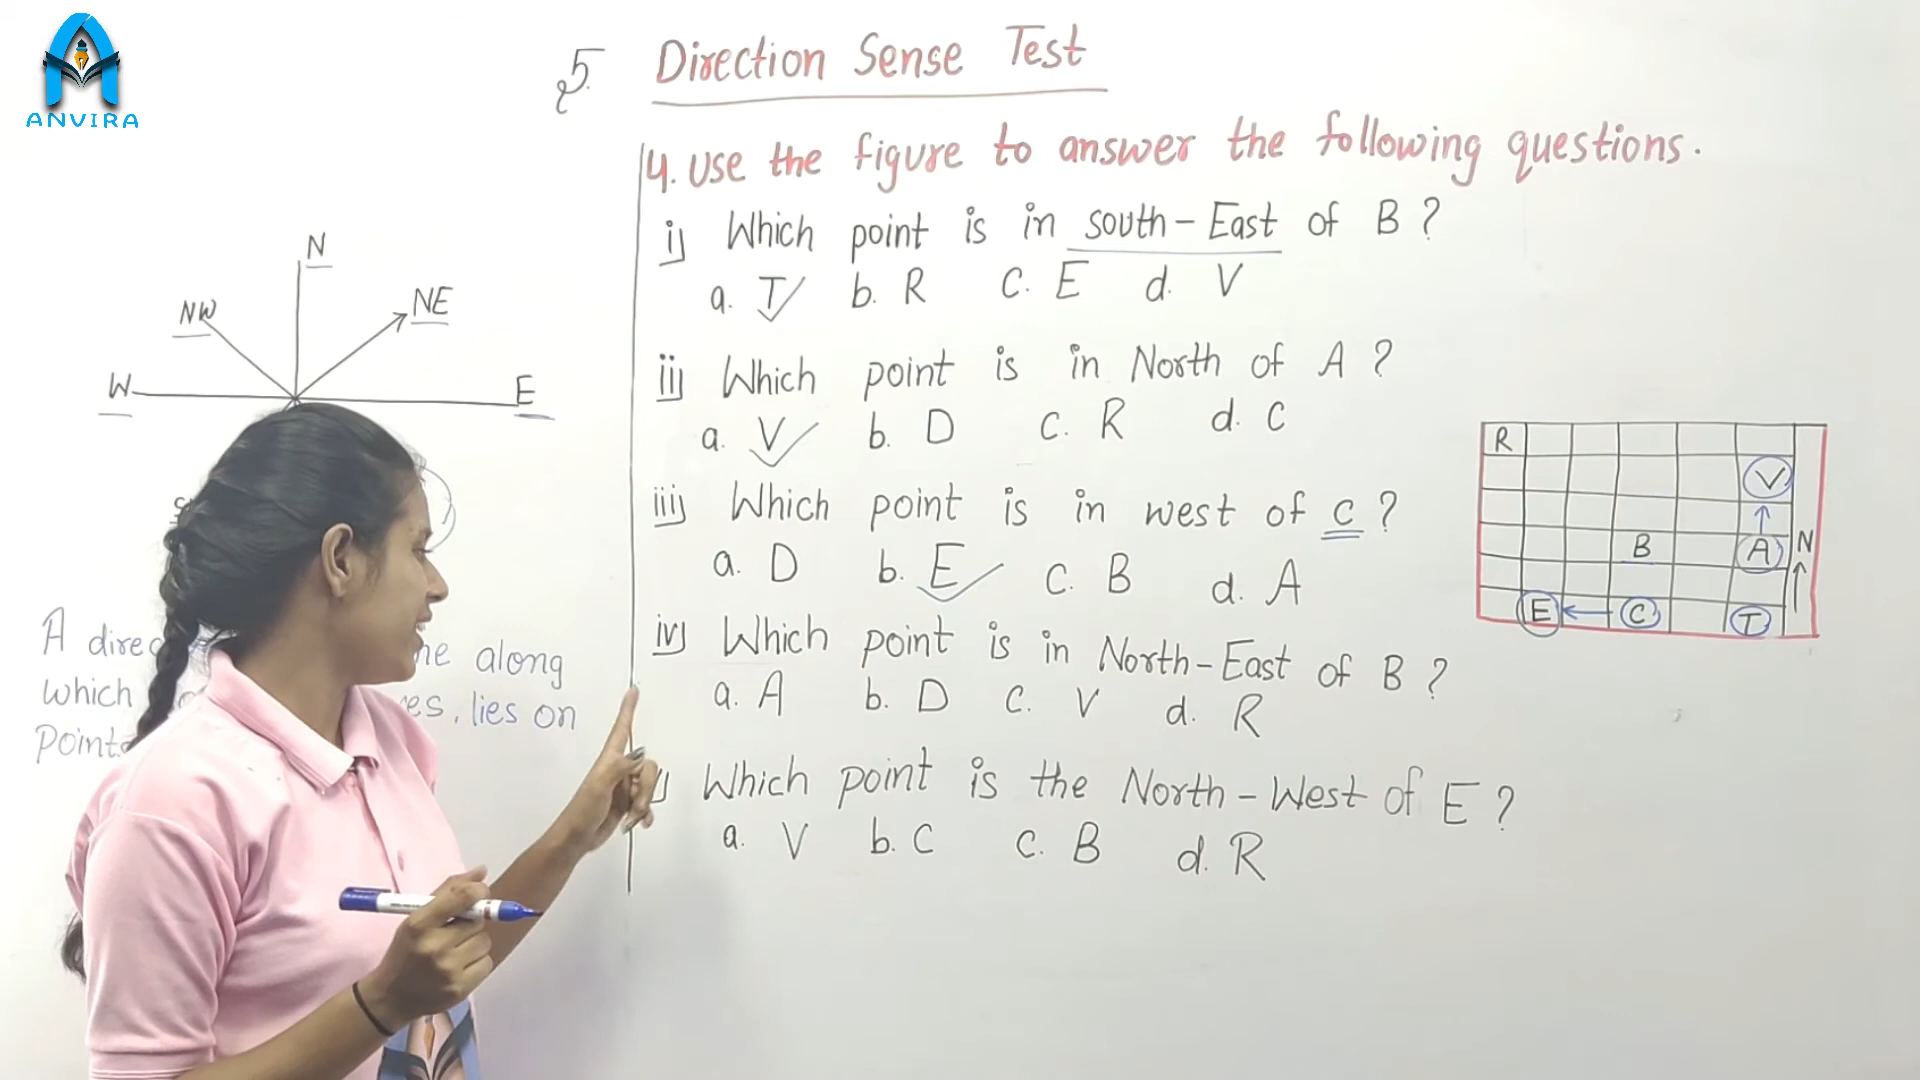 ANVIRA
5. Direction Sense Test
4. Use the figure to answer the following questions.
i) Which point is in south-East of B?
a. T b. R C. E d. V
ii) Which point is in North of A?
a. V b. D C. R d. C
iii) Which point is in west of C?
a. D b. E C. B d. A
iv) Which point is in North-East of B?
a. A b. D C. V d. R
Which point is the North-West of E?
a. V b. C C. B d. R
N
NW NE
W E
A along
which lies on
Point
R
V
B A N
E C T